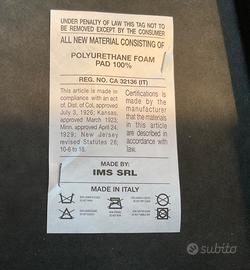 UNDER PENALTY OF LAW THIS TAG NOT TO
BE REMOVED EXCEPT BY THE CONSUMER
ALL NEW MATERIAL CONSISTING OF
POLYURETHANE FOAM
PAD 100%
REG. NO. CA 32136 (IT)
This article is made in
compliance with an act
of, Dist. of Col, approved
July 3, 1926; Kansas,
approved March 1923;
Minn. approved April 24,
1929; New Jersey
revised Statutes 26;
10-6 to 18.
Certifications is
made by the
manufacturer
that the materials
in this article
are described in
accordance with
law.
MADE BY:
IMS SRL
MADE IN ITALY
subito